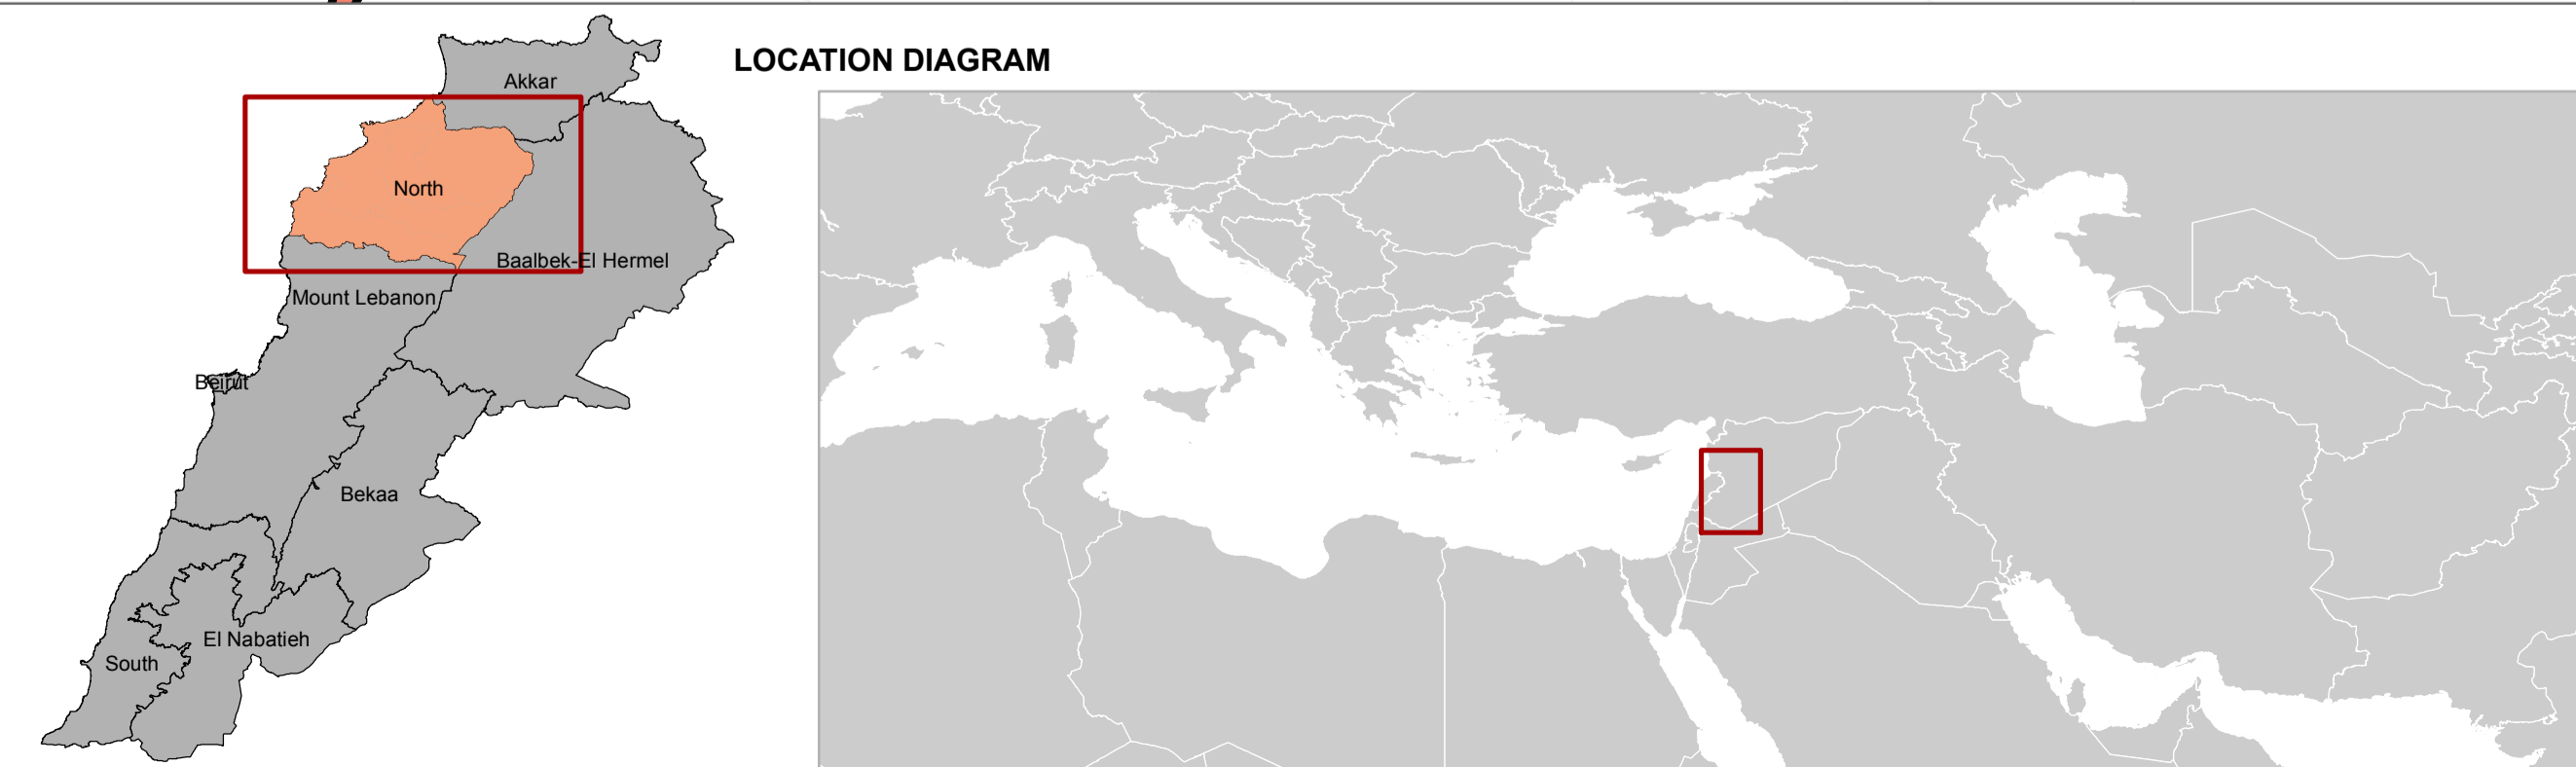 LOCATION DIAGRAM
Akkar
North
Baalbek-El Hermel
Mount Lebanon
Beirut
Bekaa
El Nabatieh
South